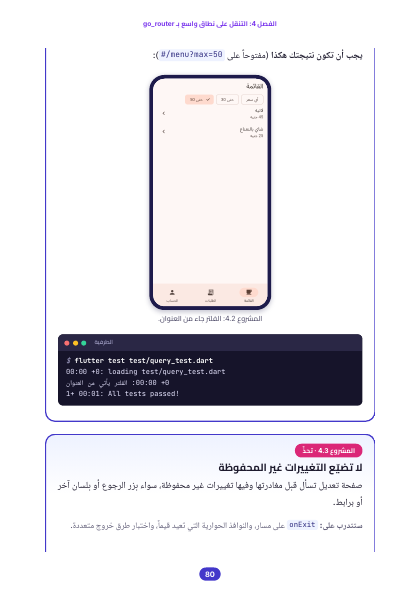 الفصل 4: التنقل على نطاق واسع بـ go_router
يجب أن تكون نتيجتك هكذا (مفتوحاً على #/menu?max=50):
القائمة
أي سعر
حتى 30
حتى 50
لاتيه
45 جنيه
شاي بالنعناع
25 جنيه
القائمة
الطلبات
الحساب
المشروع 4.2: الفلتر جاء من العنوان.
الطرفية
$ flutter test test/query_test.dart
00:00 +0: loading test/query_test.dart
00:00 +0: الفلتر يأتي من العنوان
00:01 +1: All tests passed!
المشروع 4.3 · تحدٍّ
لا تضيّع التغييرات غير المحفوظة
صفحة تعديل تسأل قبل مغادرتها وفيها تغييرات غير محفوظة، سواء بزر الرجوع أو بلسان آخر
أو برابط.
ستتدرب على: onExit على مسار، والنوافذ الحوارية التي تعيد قيماً، واختبار طرق خروج متعددة.
80